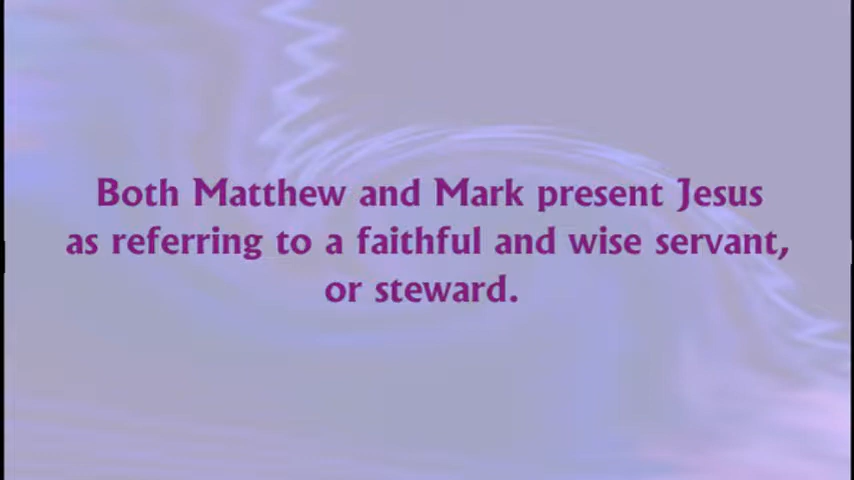 Both Matthew and Mark present Jesus
as referring to a faithful and wise servant,
or steward.